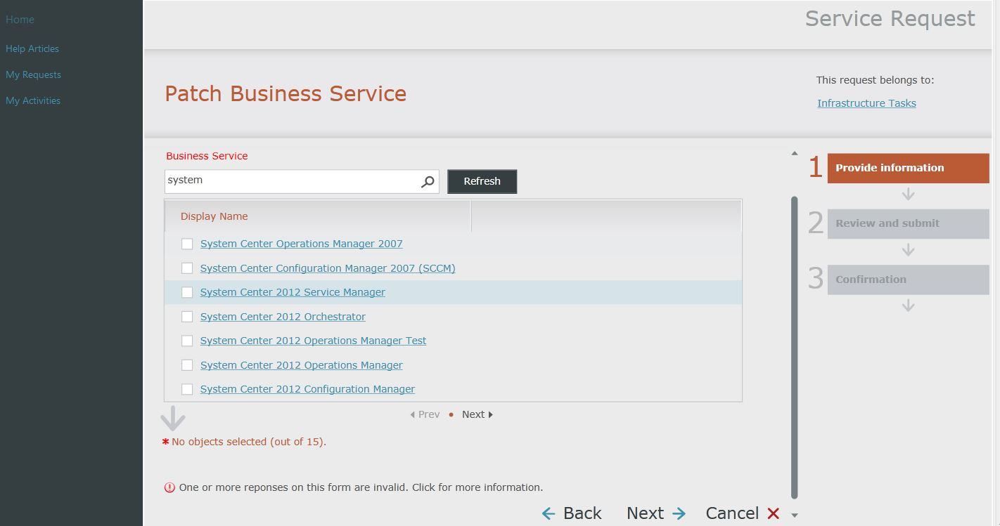 Home
Help Articles
My Requests
My Activities
Service Request
Patch Business Service
This request belongs to:
Infrastructure Tasks
Business Service
system
Refresh
Display Name
System Center Operations Manager 2007
System Center Configuration Manager 2007 (SCCM)
System Center 2012 Service Manager
System Center 2012 Orchestrator
System Center 2012 Operations Manager Test
System Center 2012 Operations Manager
System Center 2012 Configuration Manager
Prev • Next
* No objects selected (out of 15).
One or more reponses on this form are invalid. Click for more information.
Back Next Cancel
1 Provide information
2 Review and submit
3 Confirmation